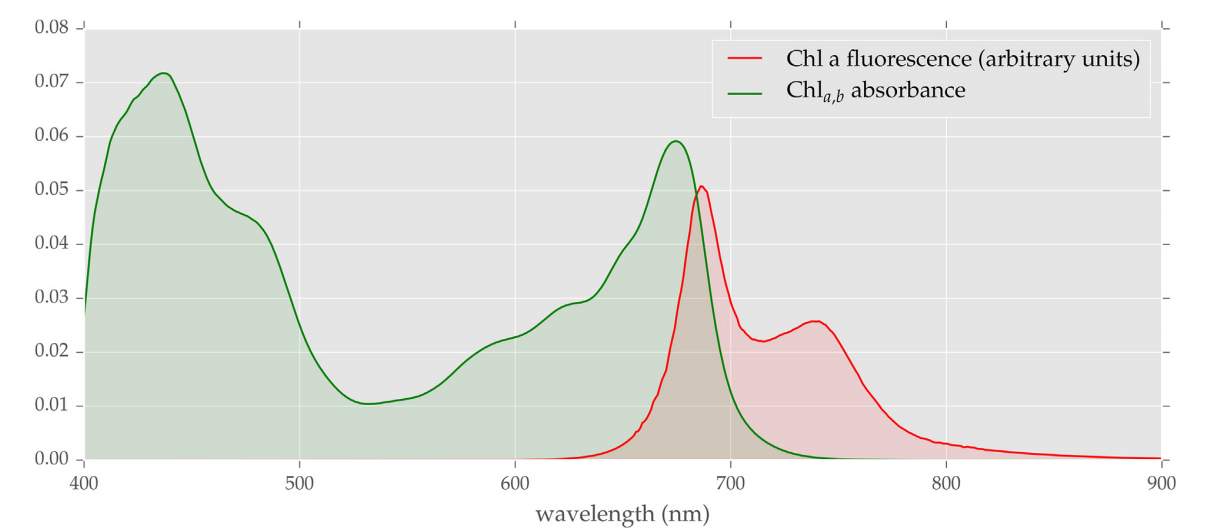 0.08
0.07
0.06
0.05
0.04
0.03
0.02
0.01
0.00
Chl a fluorescence (arbitrary units)
Chla,b absorbance
400 500 600 700 800 900
wavelength (nm)